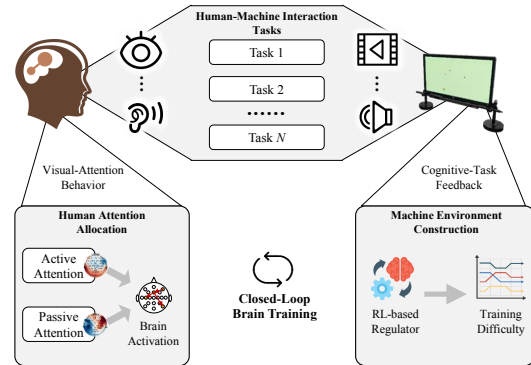 Human-Machine Interaction
Tasks
Task 1
Task 2
......
Task N
Visual-Attention
Behavior
Cognitive-Task
Feedback
Human Attention
Allocation
Active
Attention
Passive
Attention
Brain
Activation
Closed-Loop
Brain Training
Machine Environment
Construction
RL-based
Regulator
Training
Difficulty